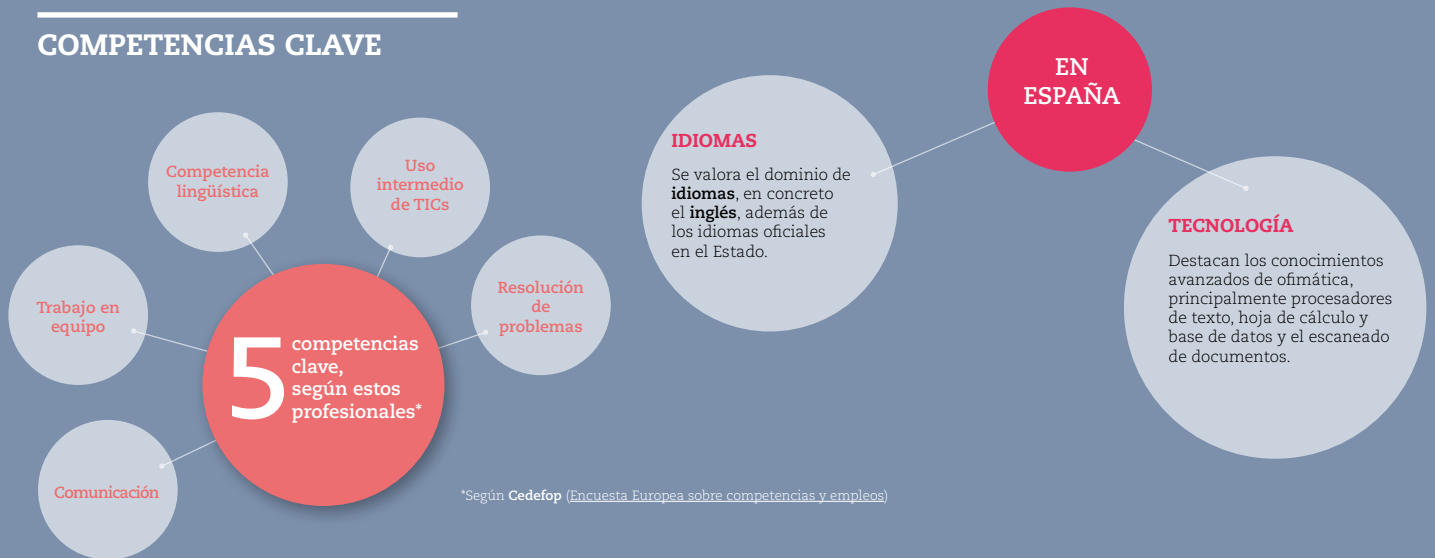 COMPETENCIAS CLAVE
Competencia
lingüística
Uso
intermedio
de TICs
Trabajo en
equipo
Resolución
de
problemas
Comunicación
5
competencias
clave,
según estos
profesionales*
EN
ESPAÑA
IDIOMAS
Se valora el dominio de
idiomas, en concreto
el inglés, además de
los idiomas oficiales
en el Estado.
TECNOLOGÍA
Destacan los conocimientos
avanzados de ofimática,
principalmente procesadores
de texto, hoja de cálculo y
base de datos y el escaneado
de documentos.
*Según Cedefop (Encuesta Europea sobre competencias y empleos)